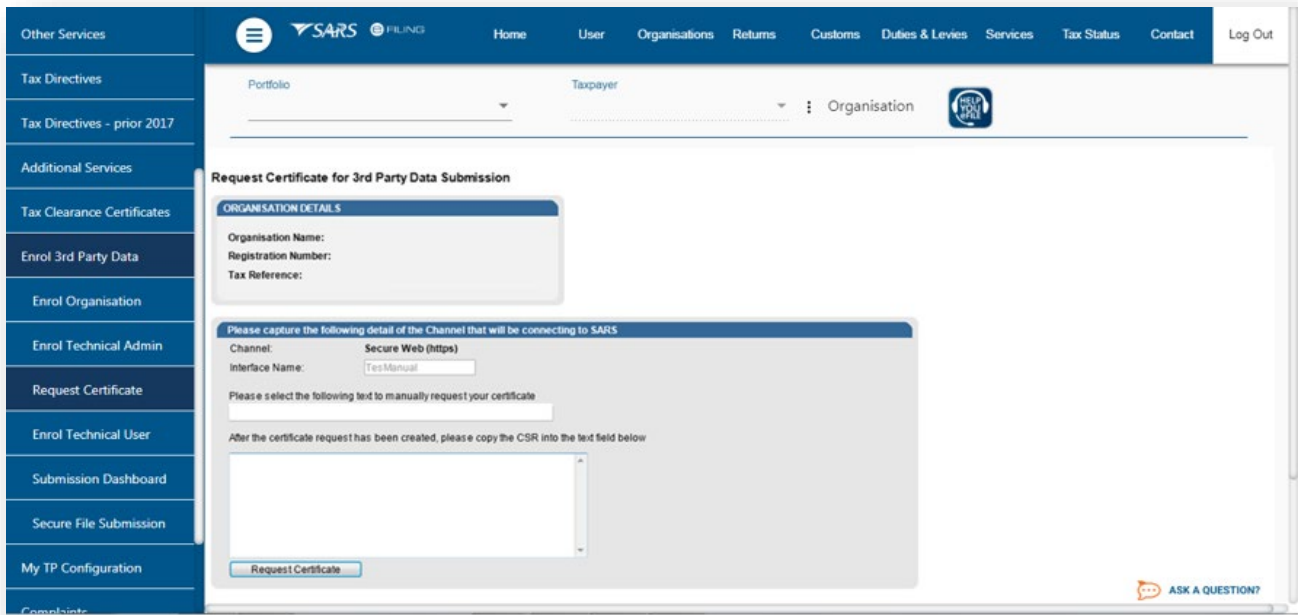 Other Services
SARS eFILING
Home
User
Organisations
Returns
Customs
Duties & Levies
Services
Tax Status
Contact
Log Out
Tax Directives
Tax Directives - prior 2017
Additional Services
Tax Clearance Certificates
Enrol 3rd Party Data
Enrol Organisation
Enrol Technical Admin
Request Certificate
Enrol Technical User
Submission Dashboard
Secure File Submission
My TP Configuration
Complaints
Portfolio
Taxpayer
Organisation
HELP
YOU
eFILE
Request Certificate for 3rd Party Data Submission
ORGANISATION DETAILS
Organisation Name:
Registration Number:
Tax Reference:
Please capture the following detail of the Channel that will be connecting to SARS
Channel: Secure Web (https)
Interface Name: TesManual
Please select the following text to manually request your certificate
After the certificate request has been created, please copy the CSR into the text field below
Request Certificate
ASK A QUESTION?